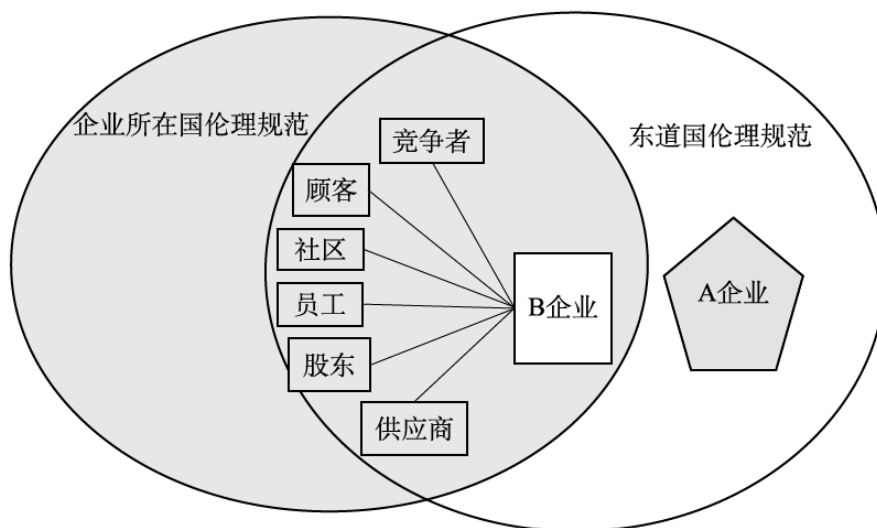 企业所在国伦理规范
东道国伦理规范
竞争者
顾客
社区
员工
股东
供应商
B企业
A企业